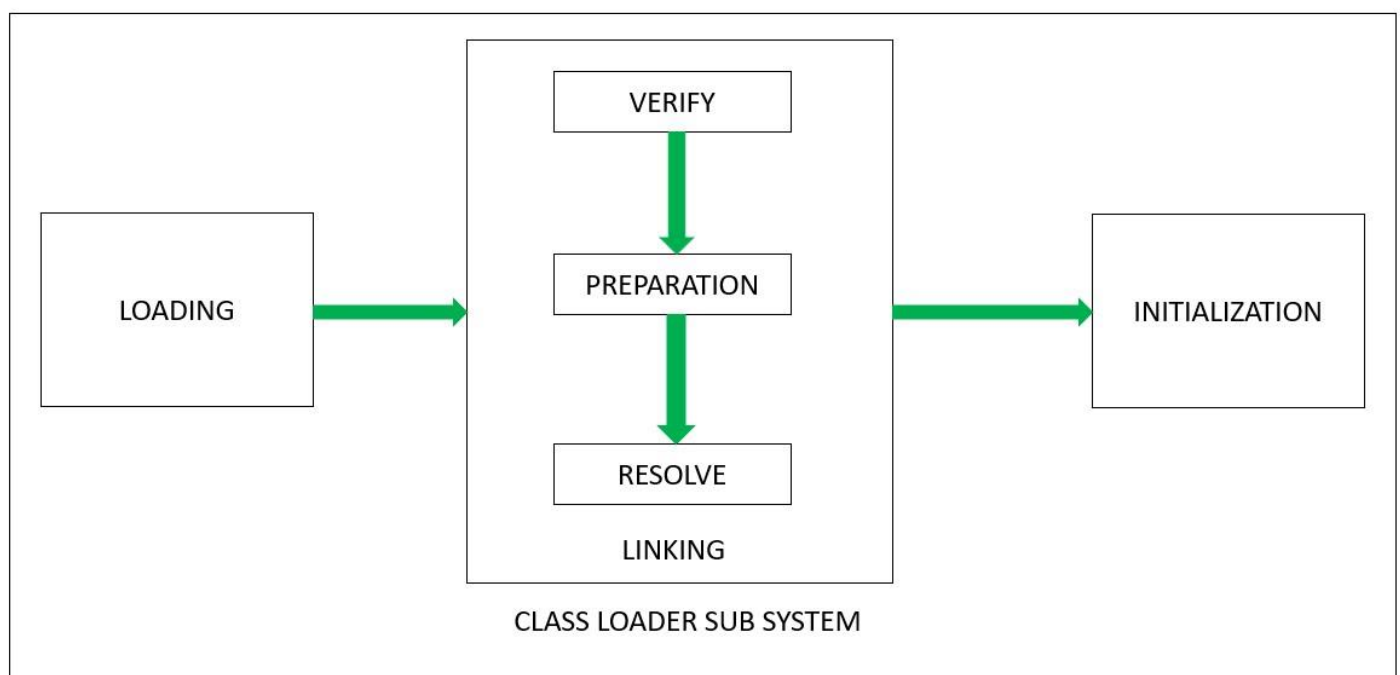 LOADING
VERIFY
PREPARATION
RESOLVE
LINKING
INITIALIZATION
CLASS LOADER SUB SYSTEM